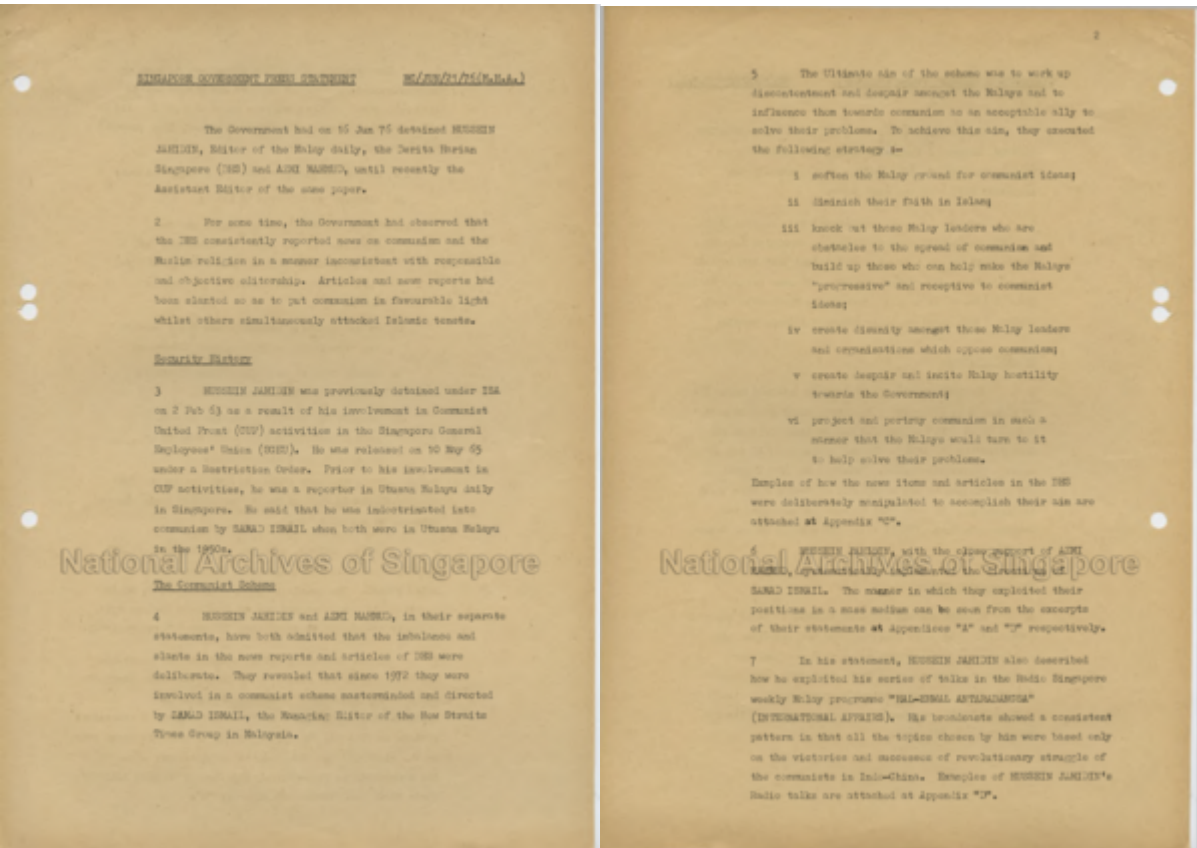 SINGAPORE GOVERNMENT PRESS STATEMENT MC/JUN/21/76(M.H.A.)
The Government had on 16 Jun 76 detained HUSSEIN
JAHIDIN, Editor of the Malay daily, the Berita Harian
Singapore (BHS) and AZMI MAHMUD, until recently the
Assistant Editor of the same paper.
2 For some time, the Government had observed that
the BHS consistently reported news on communism and the
Muslim religion in a manner inconsistent with responsible
and objective editorship. Articles and news reports had
been slanted so as to put communism in favourable light
whilst others simultaneously attacked Islamic tenets.
Security History
3 HUSSEIN JAHIDIN was previously detained under ISA
on 2 Feb 63 as a result of his involvement in Communist
United Front (CUF) activities in the Singapore General
Employees' Union (SGEU). He was released on 10 May 65
under a Restriction Order. Prior to his involvement in
CUF activities, he was a reporter in Utusan Melayu daily
in Singapore. He said that he was indoctrinated into
communism by SAMAD ISMAIL when both were in Utusan Melayu
in the 1950s.
National Archives of Singapore
The Communist Scheme
4 HUSSEIN JAHIDIN and AZMI MAHMUD, in their separate
statements, have both admitted that the imbalance and
slants in the news reports and articles of BHS were
deliberate. They revealed that since 1972 they were
involved in a communist scheme masterminded and directed
by SAMAD ISMAIL, the Managing Editor of the New Straits
Times Group in Malaysia.
2
5 The Ultimate aim of the scheme was to work up
discontentment and despair amongst the Malays and to
influence them towards communism as an acceptable ally to
solve their problems. To achieve this aim, they executed
the following strategy :-
i soften the Malay ground for communist ideas;
ii diminish their faith in Islam;
iii knock out those Malay leaders who are
obstacles to the spread of communism and
build up those who can help make the Malays
"progressive" and receptive to communist
ideas;
iv create disunity amongst those Malay leaders
and organisations which oppose communism;
v create despair and incite Malay hostility
towards the Government;
vi project and portray communism in such a
manner that the Malays would turn to it
to help solve their problems.
Examples of how the news items and articles in the BHS
were deliberately manipulated to accomplish their aim are
attached at Appendix "C".
6 HUSSEIN JAHIDIN, with the close support of AZMI
MAHMUD, systematically implemented the directions of
National Archives of Singapore
SAMAD ISMAIL. The manner in which they exploited their
positions in a mass medium can be seen from the excerpts
of their statements at Appendices "A" and "B" respectively.
7 In his statement, HUSSEIN JAHIDIN also described
how he exploited his series of talks in the Radio Singapore
weekly Malay programme "HAL-EHWAL ANTARABANGSA"
(INTERNATIONAL AFFAIRS). His broadcasts showed a consistent
pattern in that all the topics chosen by him were based only
on the victories and successes of revolutionary struggle of
the communists in Indo-China. Examples of HUSSEIN JAHIDIN's
Radio talks are attached at Appendix "D".